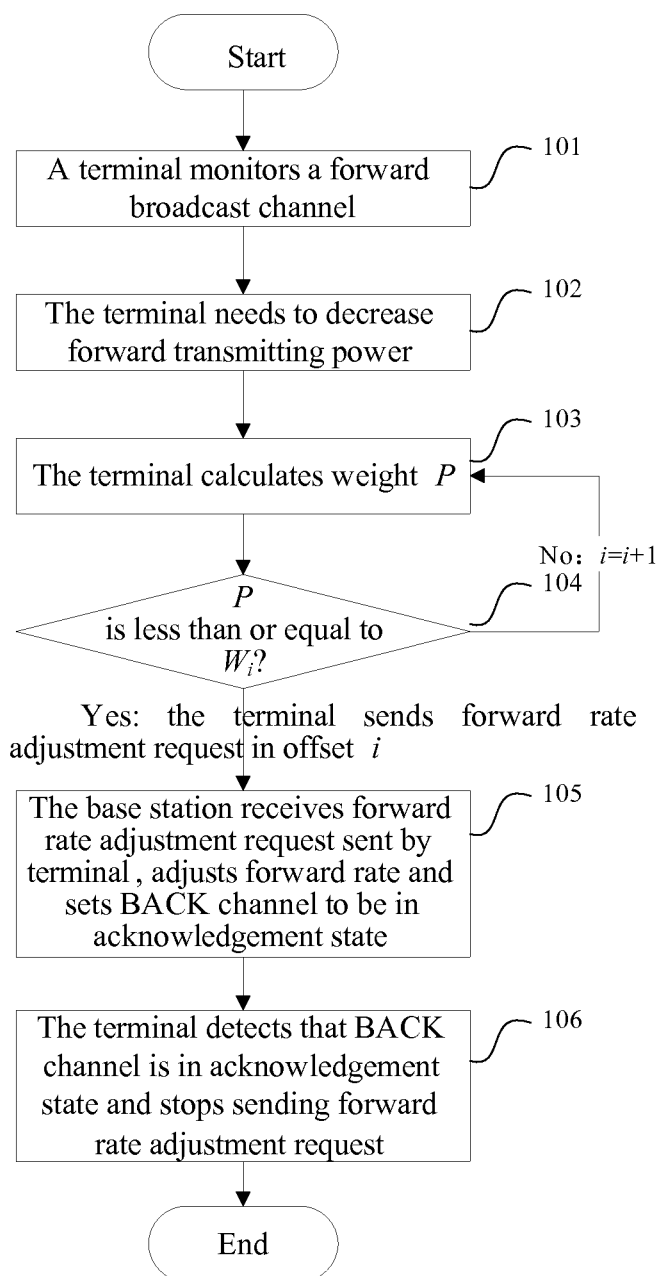 Start
101
A terminal monitors a forward
broadcast channel
102
The terminal needs to decrease
forward transmitting power
103
The terminal calculates weight P
No: i=i+1
104
P
is less than or equal to
Wi?
Yes: the terminal sends forward rate
adjustment request in offset i
105
The base station receives forward
rate adjustment request sent by
terminal, adjusts forward rate and
sets BACK channel to be in
acknowledgement state
106
The terminal detects that BACK
channel is in acknowledgement
state and stops sending forward
rate adjustment request
End